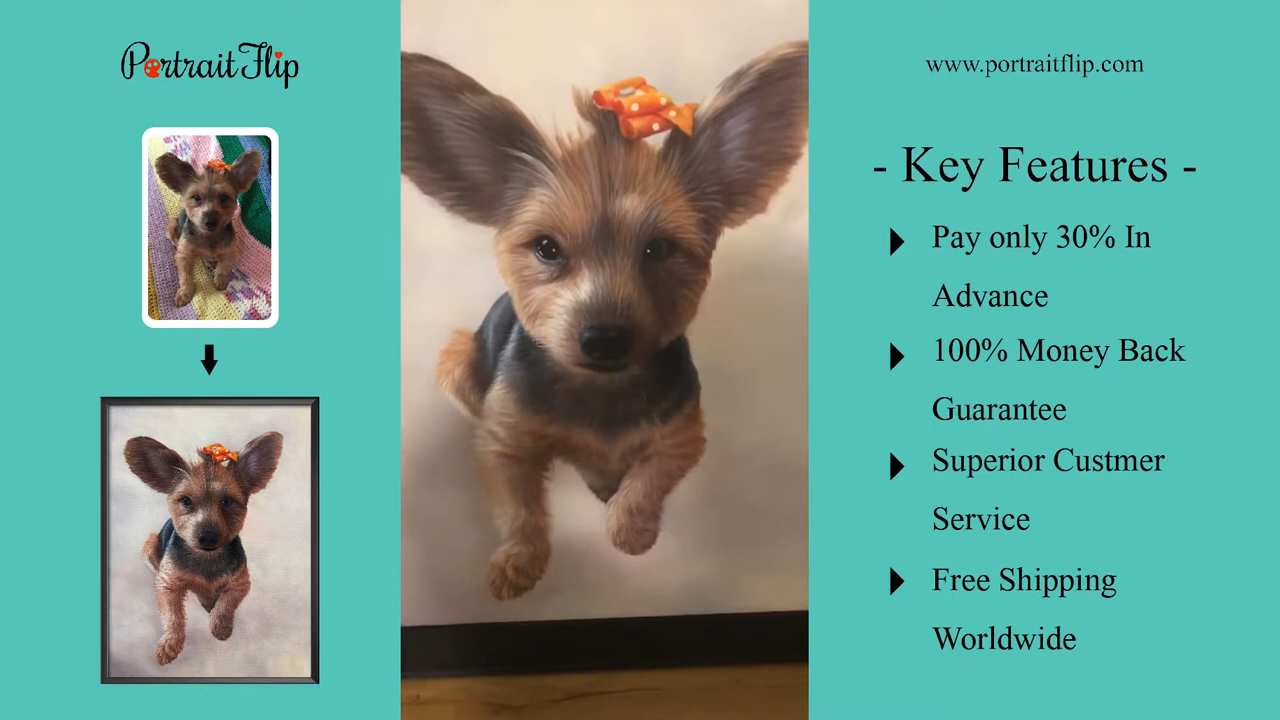 PortraitFlip
www.portraitflip.com
- Key Features -
Pay only 30% In
Advance
100% Money Back
Guarantee
Superior Custmer
Service
Free Shipping
Worldwide